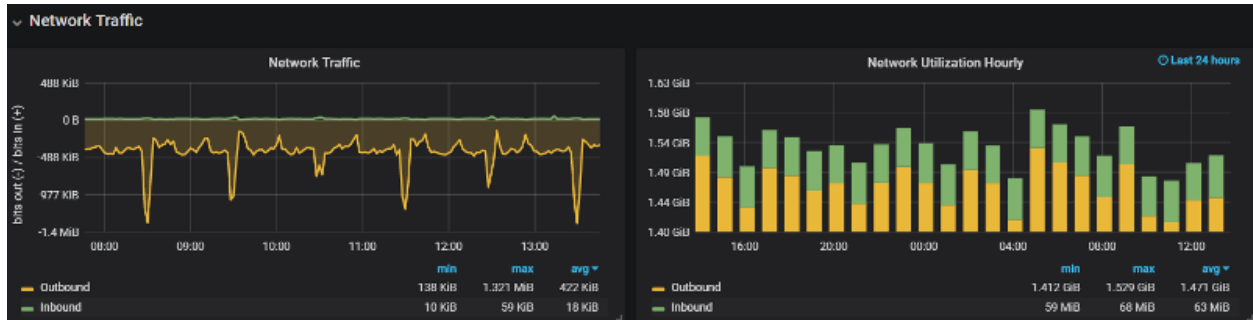 Network Traffic
Network Traffic
bits out (-) / bits in (+)
488 KiB
0 B
-488 KiB
-977 KiB
-1.4 MiB
08:00 09:00 10:00 11:00 12:00 13:00
min max avg
Outbound 138 KiB 1.321 MiB 422 KiB
Inbound 10 KiB 59 KiB 18 KiB
Network Utilization Hourly
Last 24 hours
1.63 GiB
1.58 GiB
1.54 GiB
1.49 GiB
1.44 GiB
1.40 GiB
16:00 20:00 00:00 04:00 08:00 12:00
min max avg
Outbound 1.412 GiB 1.529 GiB 1.471 GiB
Inbound 59 MiB 68 MiB 63 MiB